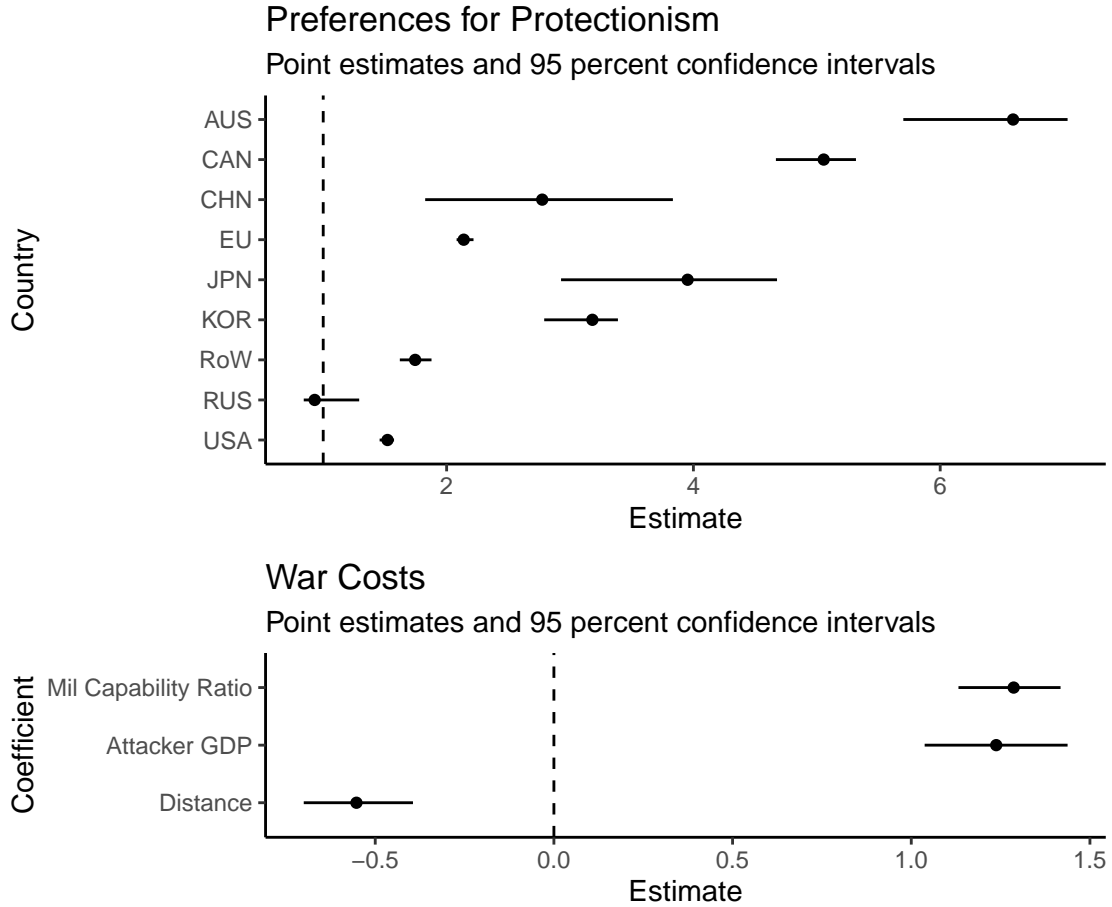 Preferences for Protectionism
Point estimates and 95 percent confidence intervals
Country
AUS
CAN
CHN
EU
JPN
KOR
RoW
RUS
USA
2 4 6
Estimate
War Costs
Point estimates and 95 percent confidence intervals
Coefficient
Mil Capability Ratio
Attacker GDP
Distance
−0.5 0.0 0.5 1.0 1.5
Estimate